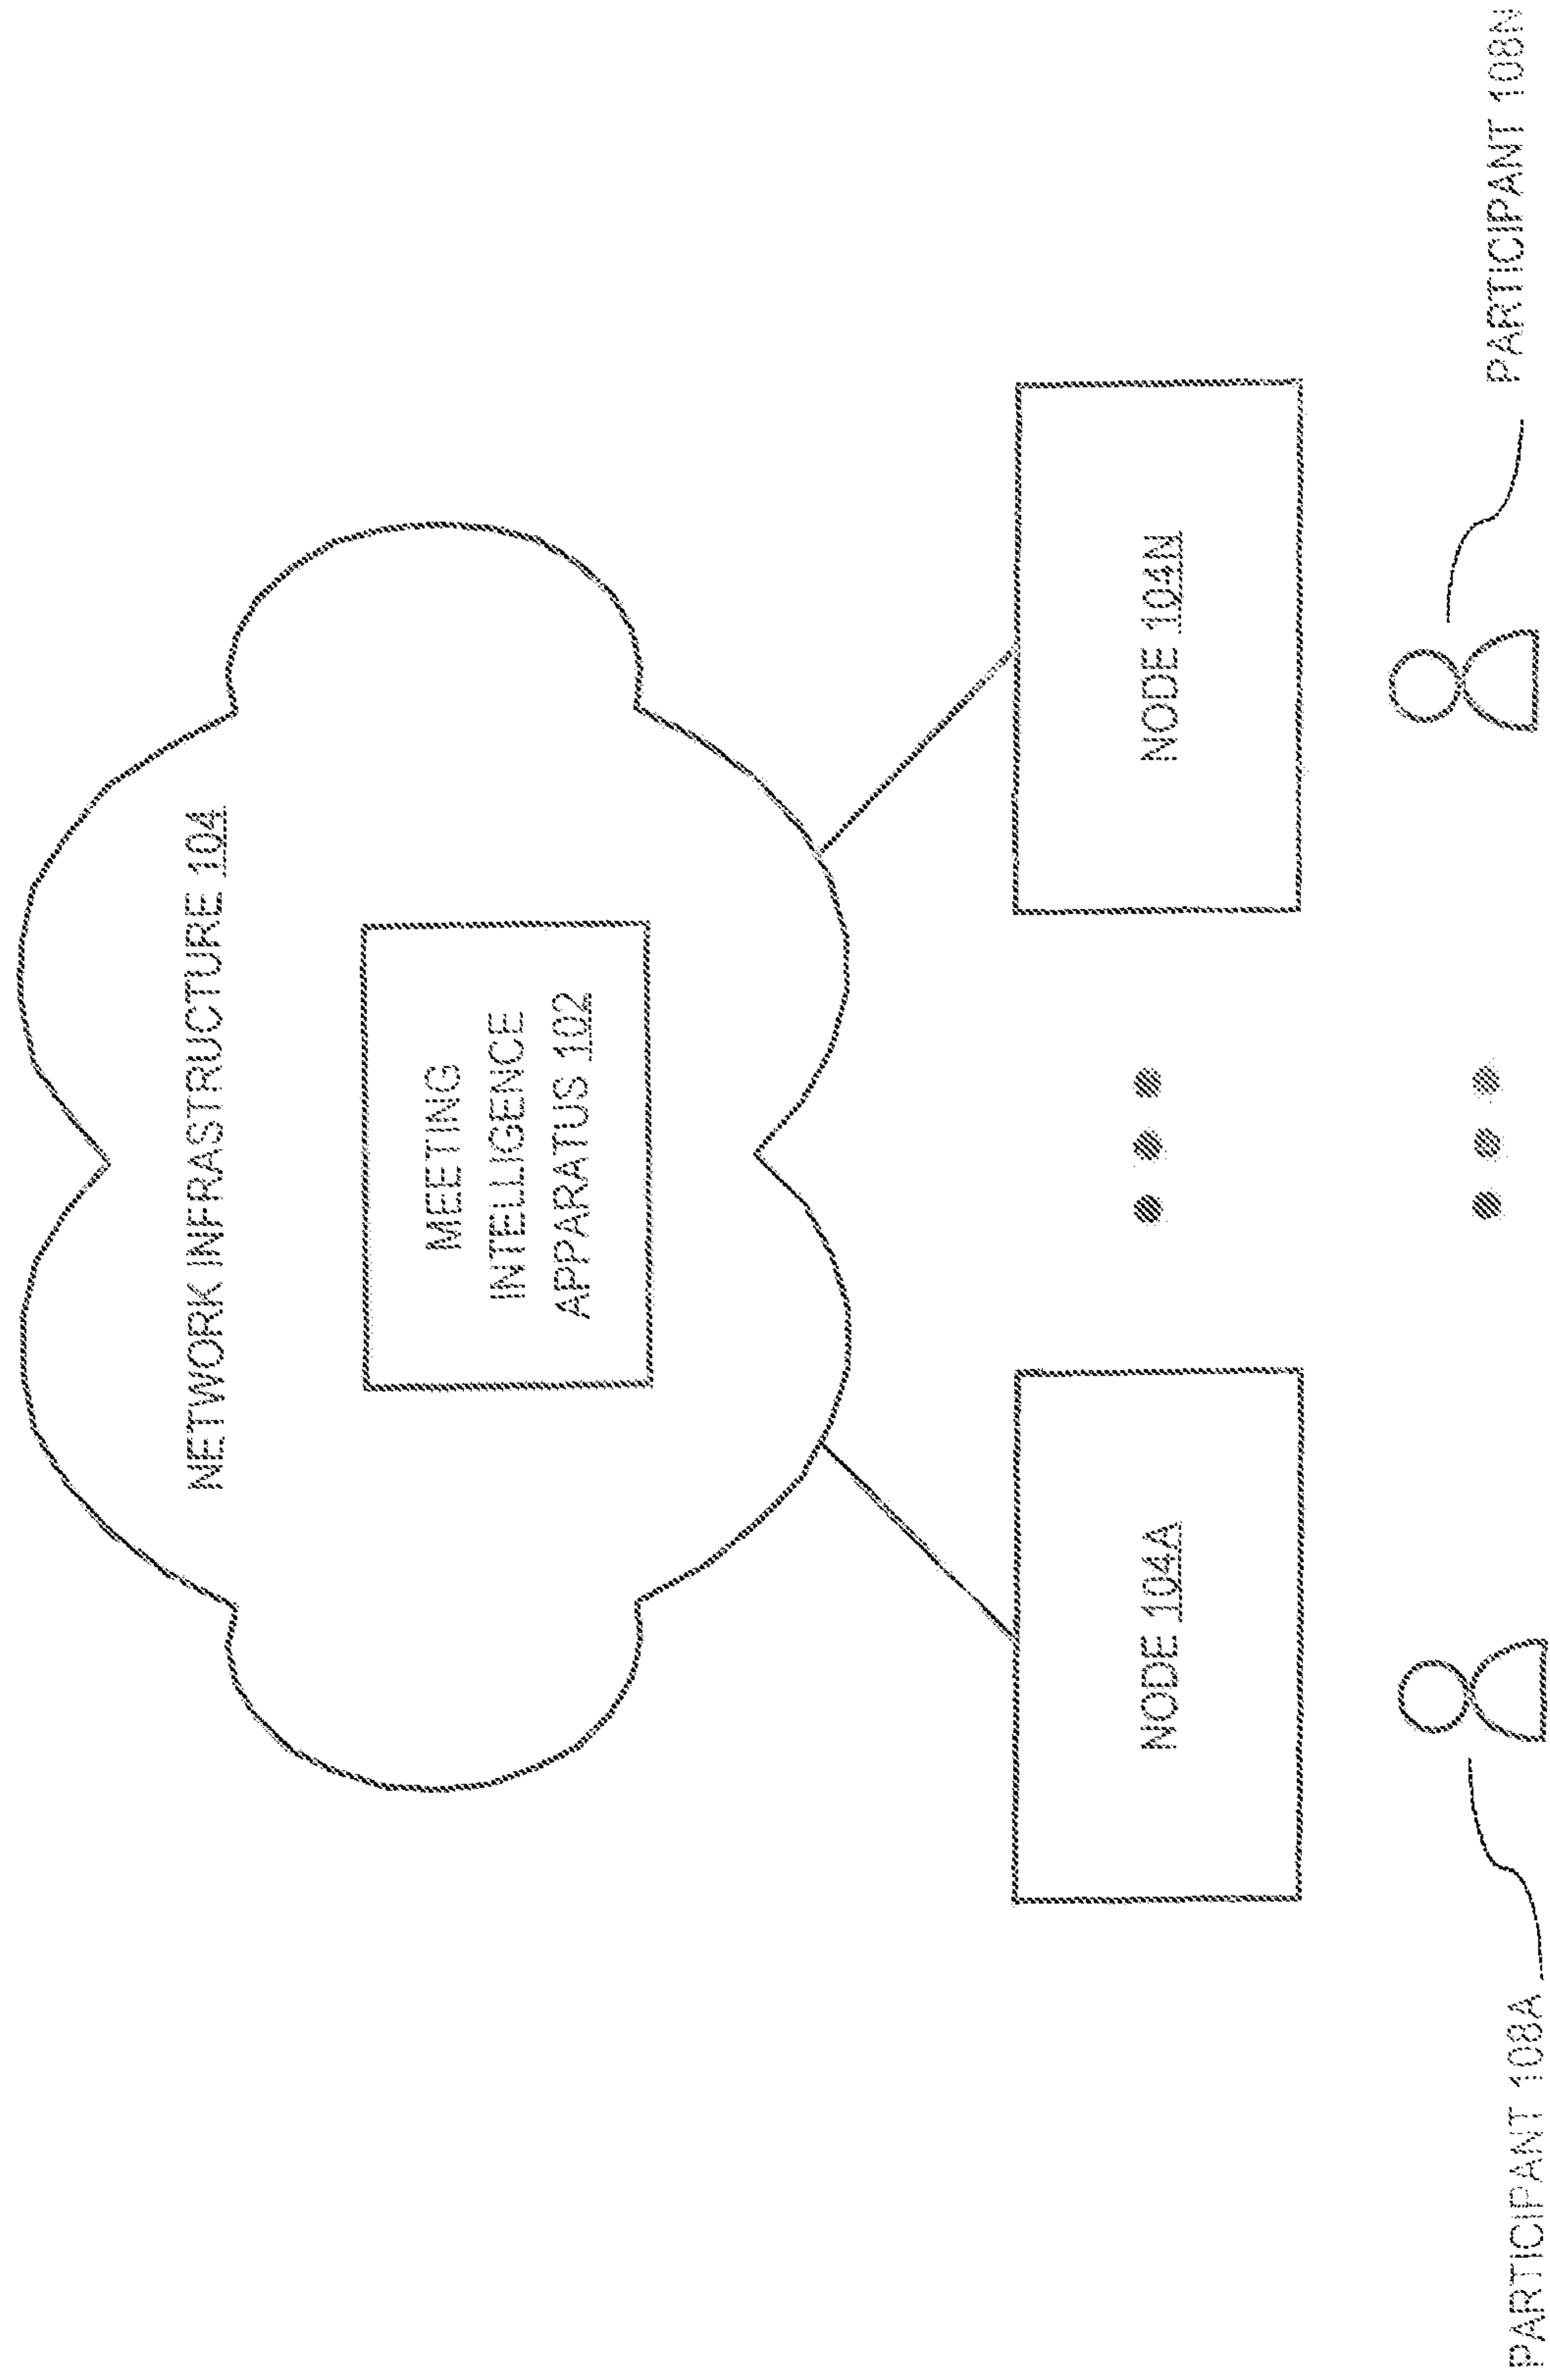 NETWORK INFRASTRUCTURE 104
MEETING
INTELLIGENCE
APPARATUS 102
NODE 104A
NODE 104N
PARTICIPANT 108A
PARTICIPANT 108N